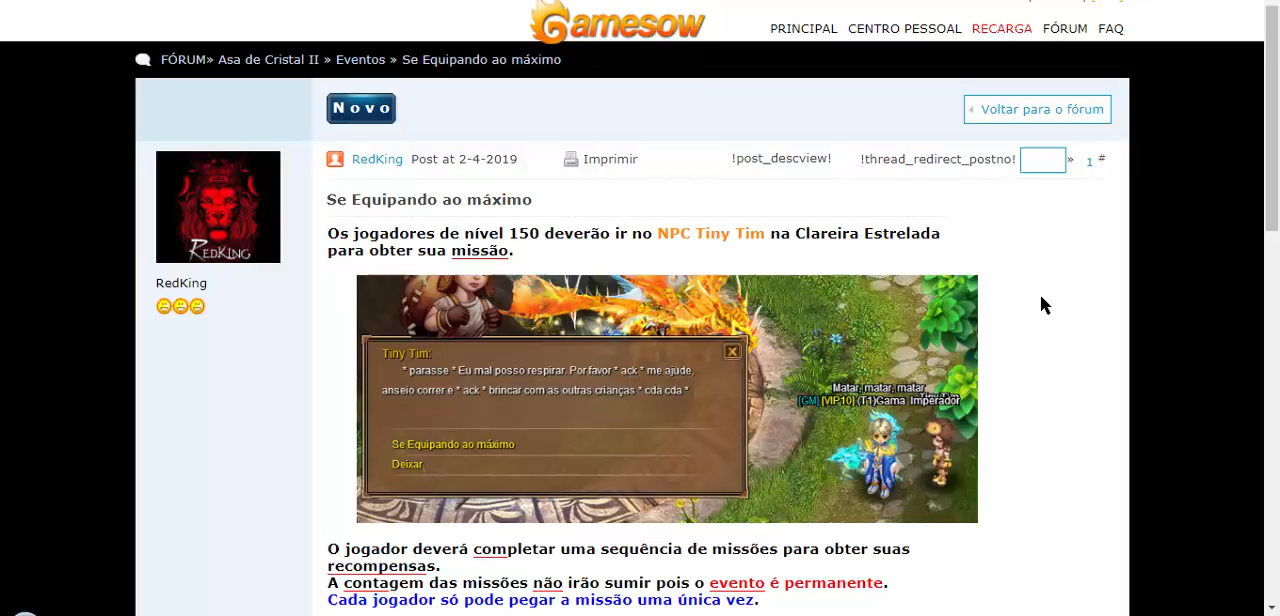 Gamesow
PRINCIPAL CENTRO PESSOAL RECARGA FÓRUM FAQ
FÓRUM» Asa de Cristal II » Eventos » Se Equipando ao máximo
Novo
Voltar para o fórum
RedKing Post at 2-4-2019 Imprimir !post_descview! !thread_redirect_postno! » 1 #
REDKING
RedKing
Se Equipando ao máximo
Os jogadores de nível 150 deverão ir no NPC Tiny Tim na Clareira Estrelada
para obter sua missão.
Tiny Tim:
* parasse * Eu mal posso respirar. Por favor * ack * me ajude,
anseio correr e * ack * brincar com as outras crianças * cda cda *
Se Equipando ao máximo
Deixar
Matar, matar, matar
[GM] [VIP10] (T1)Gama Imperador
O jogador deverá completar uma sequência de missões para obter suas
recompensas.
A contagem das missões não irão sumir pois o evento é permanente.
Cada jogador só pode pegar a missão uma única vez.